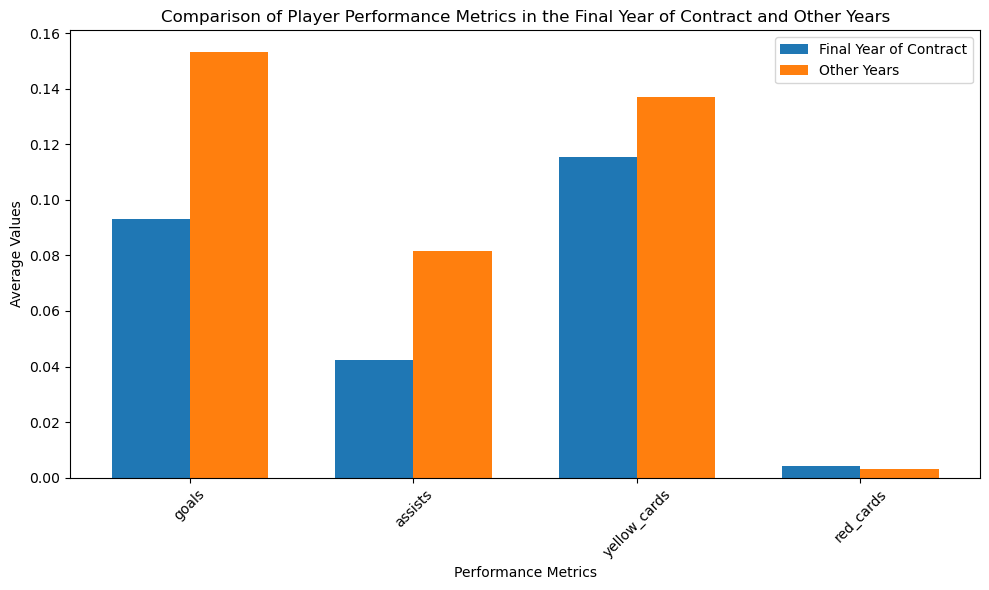 Comparison of Player Performance Metrics in the Final Year of Contract and Other Years
Final Year of Contract
Other Years
Average Values
0.16
0.14
0.12
0.10
0.08
0.06
0.04
0.02
0.00
goals
assists
yellow_cards
red_cards
Performance Metrics